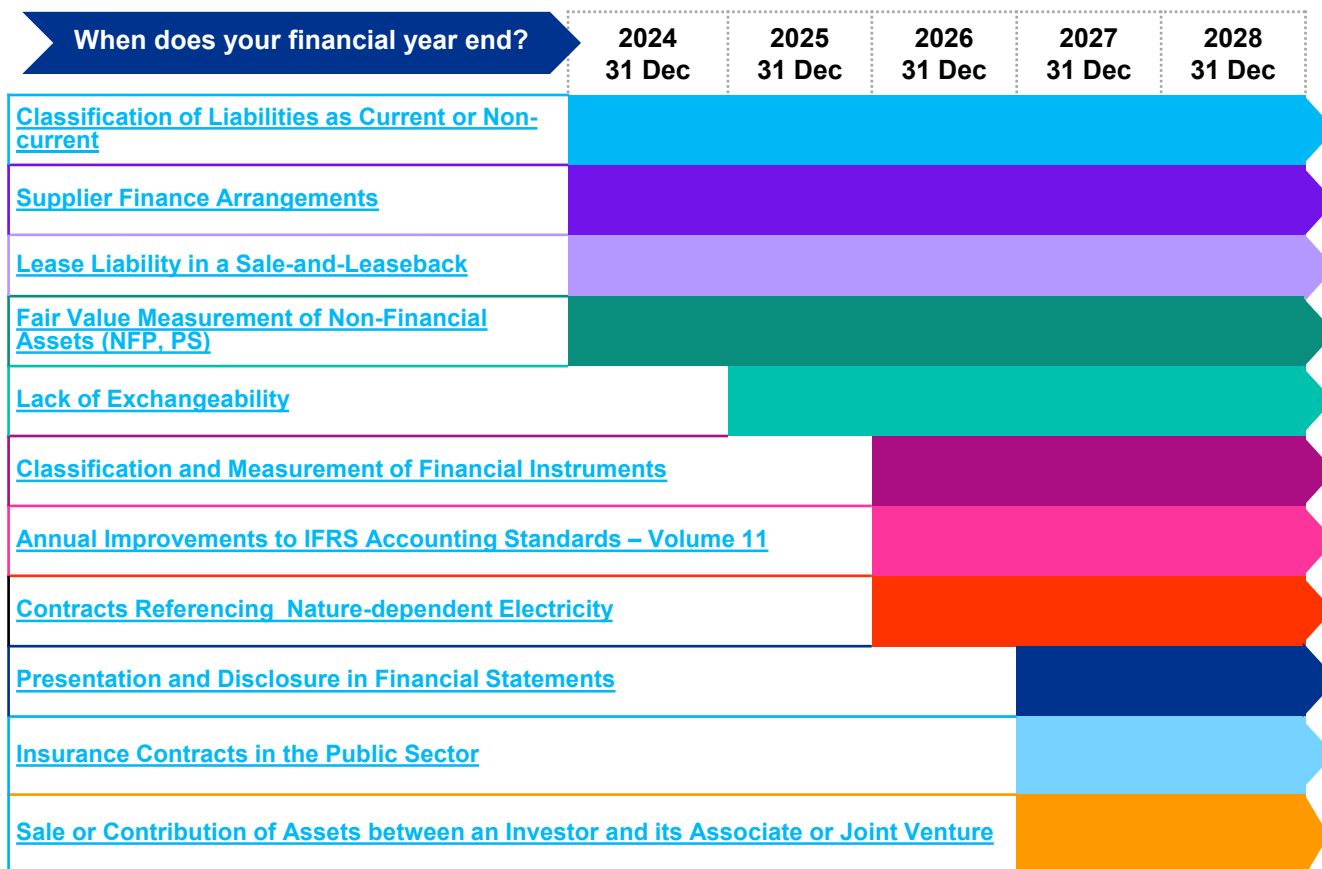 When does your financial year end?
2024 2025 2026 2027 2028
31 Dec 31 Dec 31 Dec 31 Dec 31 Dec
Classification of Liabilities as Current or Non-
current
Supplier Finance Arrangements
Lease Liability in a Sale-and-Leaseback
Fair Value Measurement of Non-Financial
Assets (NFP, PS)
Lack of Exchangeability
Classification and Measurement of Financial Instruments
Annual Improvements to IFRS Accounting Standards – Volume 11
Contracts Referencing Nature-dependent Electricity
Presentation and Disclosure in Financial Statements
Insurance Contracts in the Public Sector
Sale or Contribution of Assets between an Investor and its Associate or Joint Venture